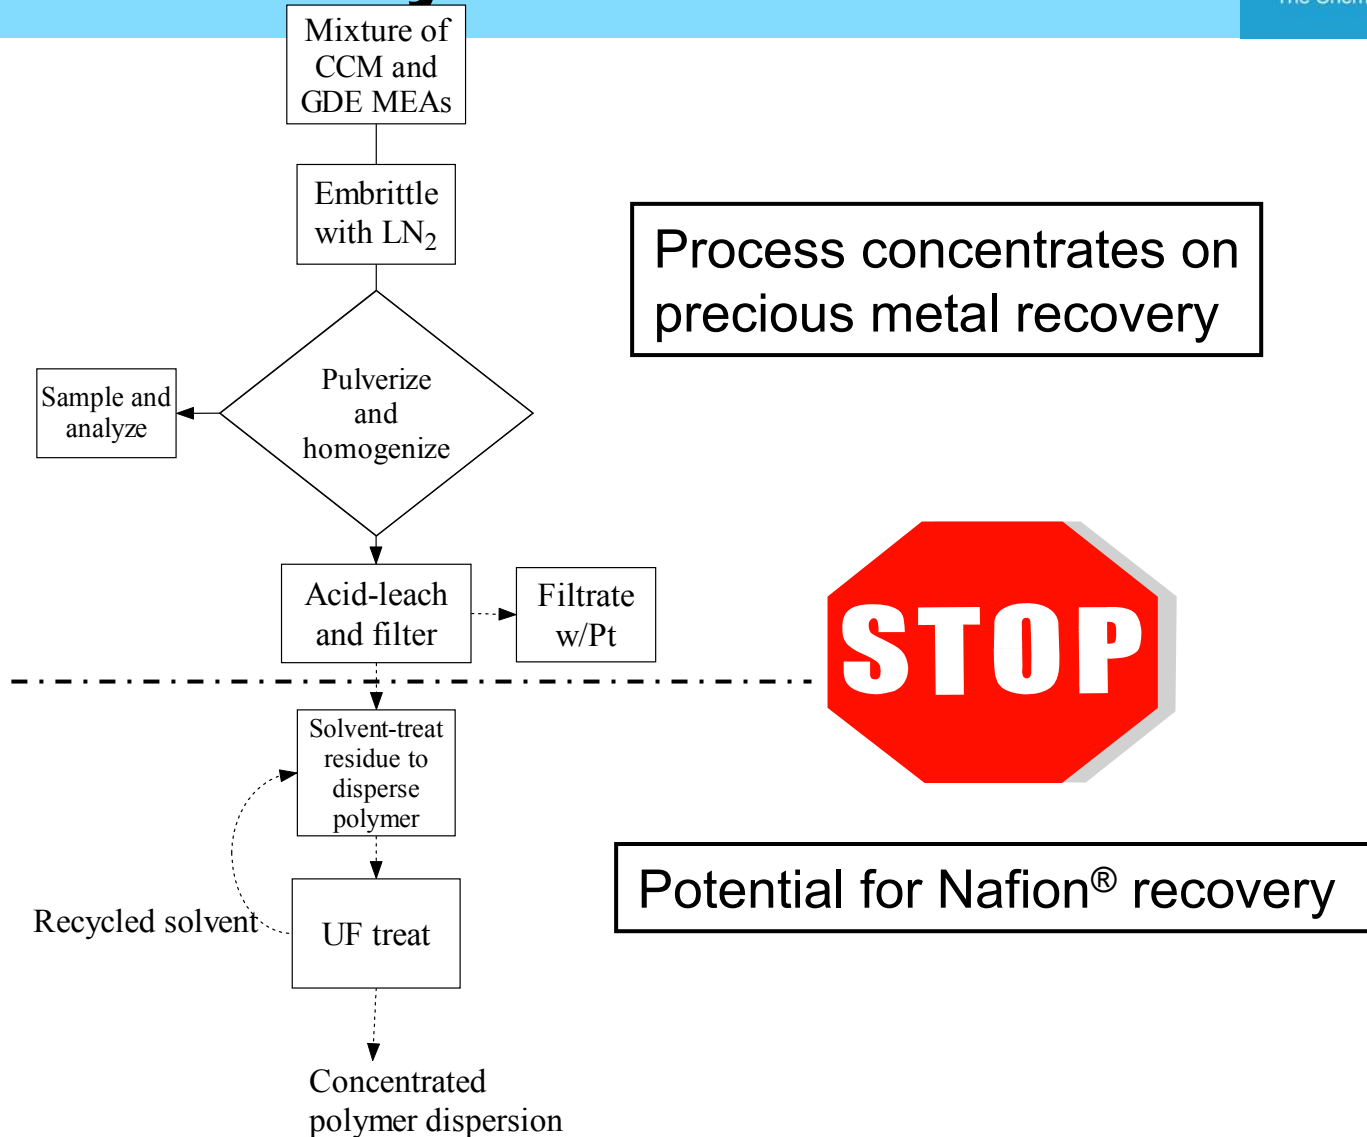 Mixture of
CCM and
GDE MEAs
Embrittle
with LN2
Process concentrates on
precious metal recovery
Pulverize
and
homogenize
Sample and
analyze
Acid-leach
and filter
Filtrate
w/Pt
STOP
Solvent-treat
residue to
disperse
polymer
Potential for Nafion® recovery
Recycled solvent
UF treat
Concentrated
polymer dispersion